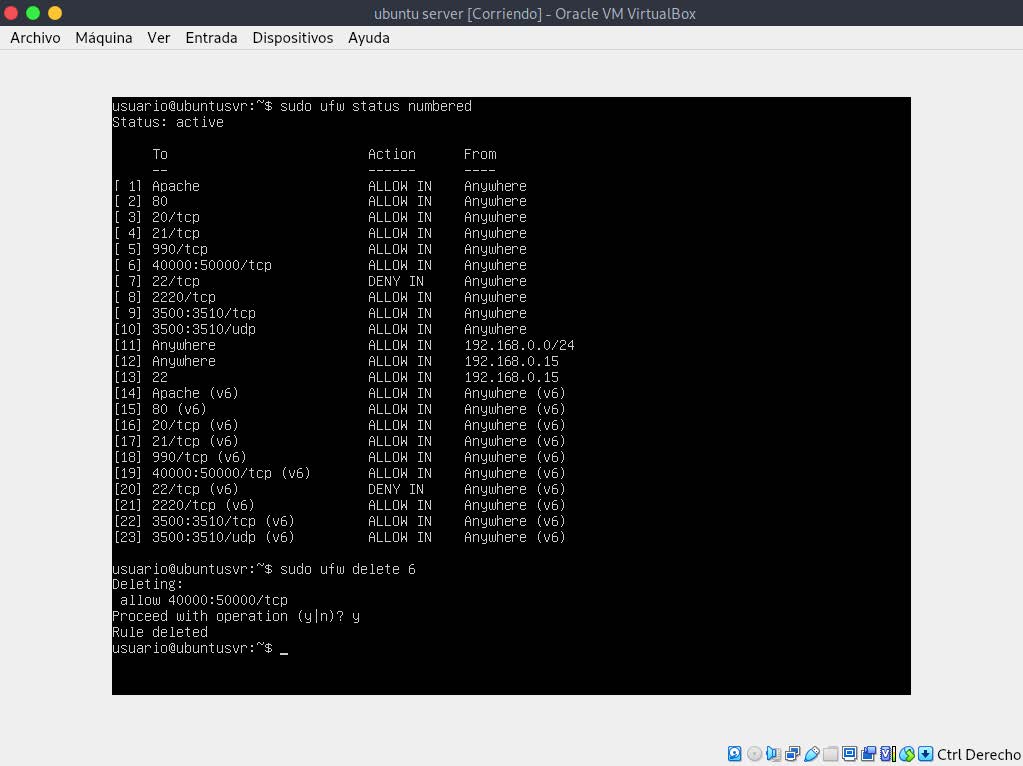 ubuntu server [Corriendo] - Oracle VM VirtualBox
Archivo Máquina Ver Entrada Dispositivos Ayuda
usuario@ubuntusvr:~$ sudo ufw status numbered
Status: active
To Action From
-- ------ ----
[ 1] Apache ALLOW IN Anywhere
[ 2] 80 ALLOW IN Anywhere
[ 3] 20/tcp ALLOW IN Anywhere
[ 4] 21/tcp ALLOW IN Anywhere
[ 5] 990/tcp ALLOW IN Anywhere
[ 6] 40000:50000/tcp ALLOW IN Anywhere
[ 7] 22/tcp DENY IN Anywhere
[ 8] 2220/tcp ALLOW IN Anywhere
[ 9] 3500:3510/tcp ALLOW IN Anywhere
[10] 3500:3510/udp ALLOW IN Anywhere
[11] Anywhere ALLOW IN 192.168.0.0/24
[12] Anywhere ALLOW IN 192.168.0.15
[13] 22 ALLOW IN 192.168.0.15
[14] Apache (v6) ALLOW IN Anywhere (v6)
[15] 80 (v6) ALLOW IN Anywhere (v6)
[16] 20/tcp (v6) ALLOW IN Anywhere (v6)
[17] 21/tcp (v6) ALLOW IN Anywhere (v6)
[18] 990/tcp (v6) ALLOW IN Anywhere (v6)
[19] 40000:50000/tcp (v6) ALLOW IN Anywhere (v6)
[20] 22/tcp (v6) DENY IN Anywhere (v6)
[21] 2220/tcp (v6) ALLOW IN Anywhere (v6)
[22] 3500:3510/tcp (v6) ALLOW IN Anywhere (v6)
[23] 3500:3510/udp (v6) ALLOW IN Anywhere (v6)
usuario@ubuntusvr:~$ sudo ufw delete 6
Deleting:
allow 40000:50000/tcp
Proceed with operation (y|n)? y
Rule deleted
usuario@ubuntusvr:~$ _
Ctrl Derecho